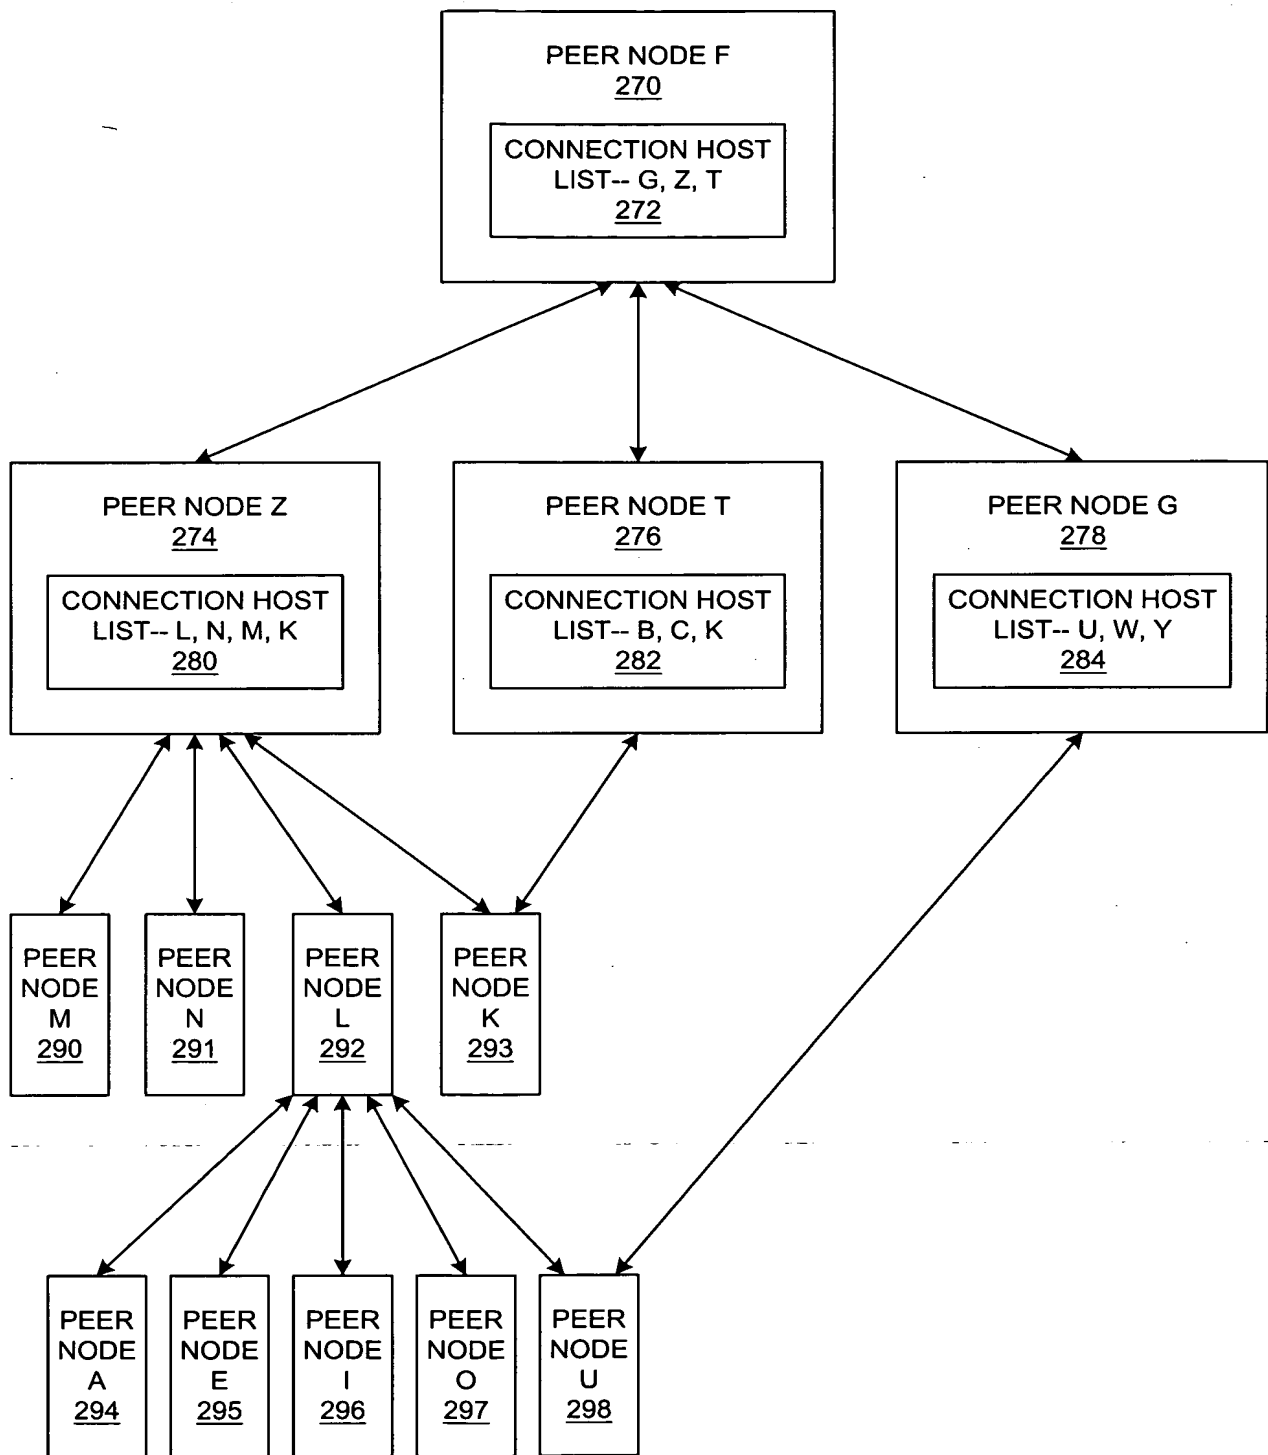 PEER NODE F
270
CONNECTION HOST
LIST-- G, Z, T
272
PEER NODE Z
274
CONNECTION HOST
LIST-- L, N, M, K
280
PEER NODE T
276
CONNECTION HOST
LIST-- B, C, K
282
PEER NODE G
278
CONNECTION HOST
LIST-- U, W, Y
284
PEER
NODE
M
290
PEER
NODE
N
291
PEER
NODE
L
292
PEER
NODE
K
293
PEER
NODE
A
294
PEER
NODE
E
295
PEER
NODE
I
296
PEER
NODE
O
297
PEER
NODE
U
298